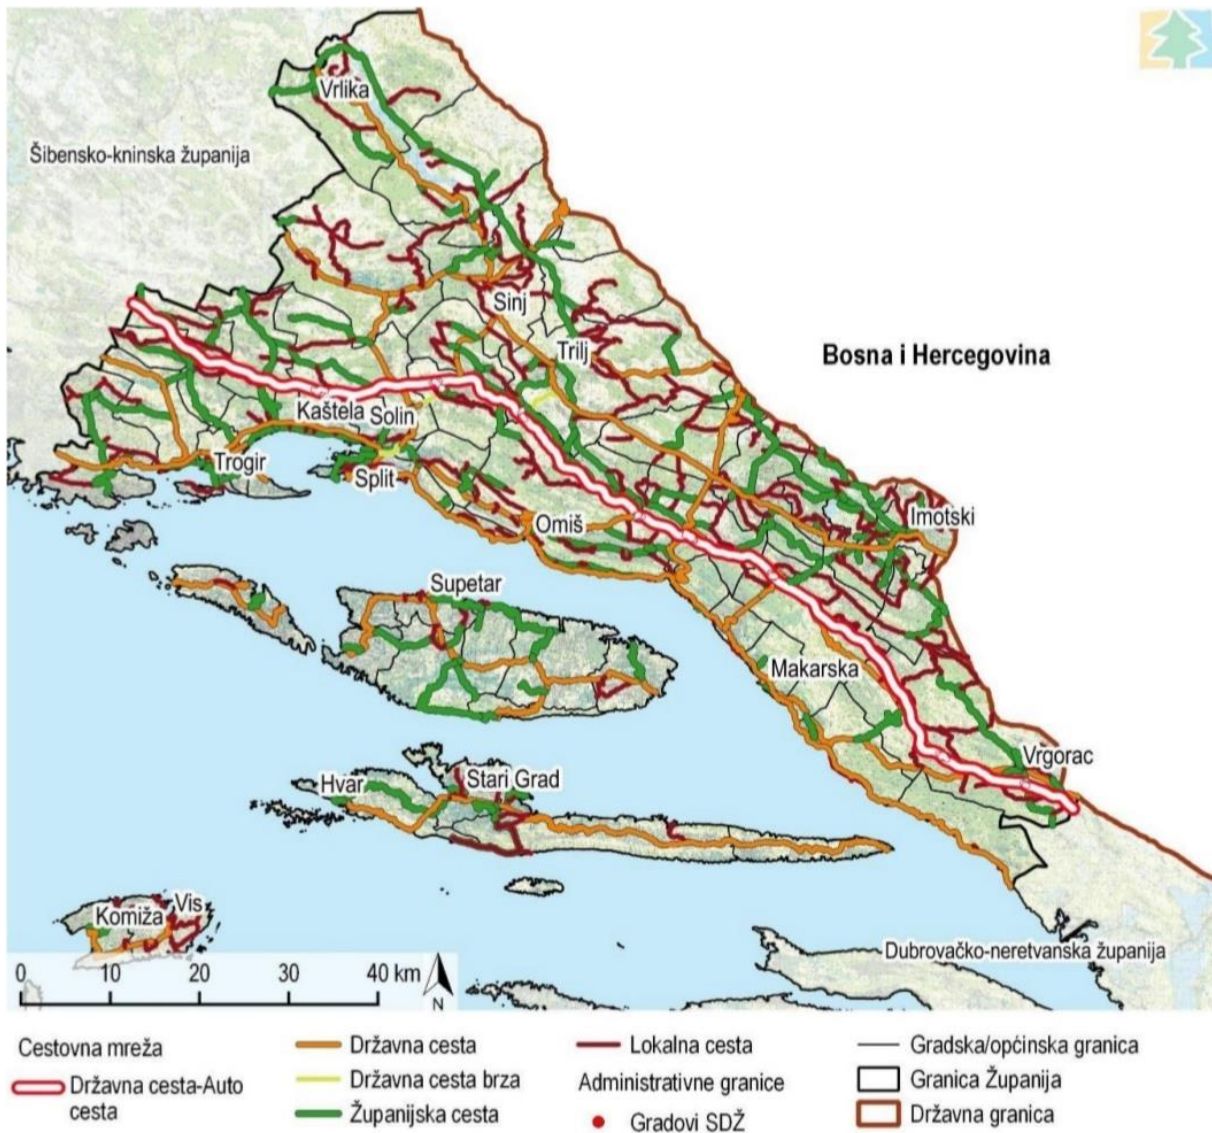 Vrlika
Šibensko-kninska županija
Sinj
Trilj
Bosna i Hercegovina
Kaštela
Solin
Trogir
Split
Omiš
Imotski
Supetar
Makarska
Vrgorac
Hvar
Stari Grad
Komiža
Vis
Dubrovačko-neretvanska županija
0 10 20 30 40 km
N
Cestovna mreža
Državna cesta-Auto
cesta
Državna cesta
Državna cesta brza
Županijska cesta
Lokalna cesta
Administrativne granice
Gradovi SDŽ
Gradska/općinska granica
Granica Županija
Državna granica